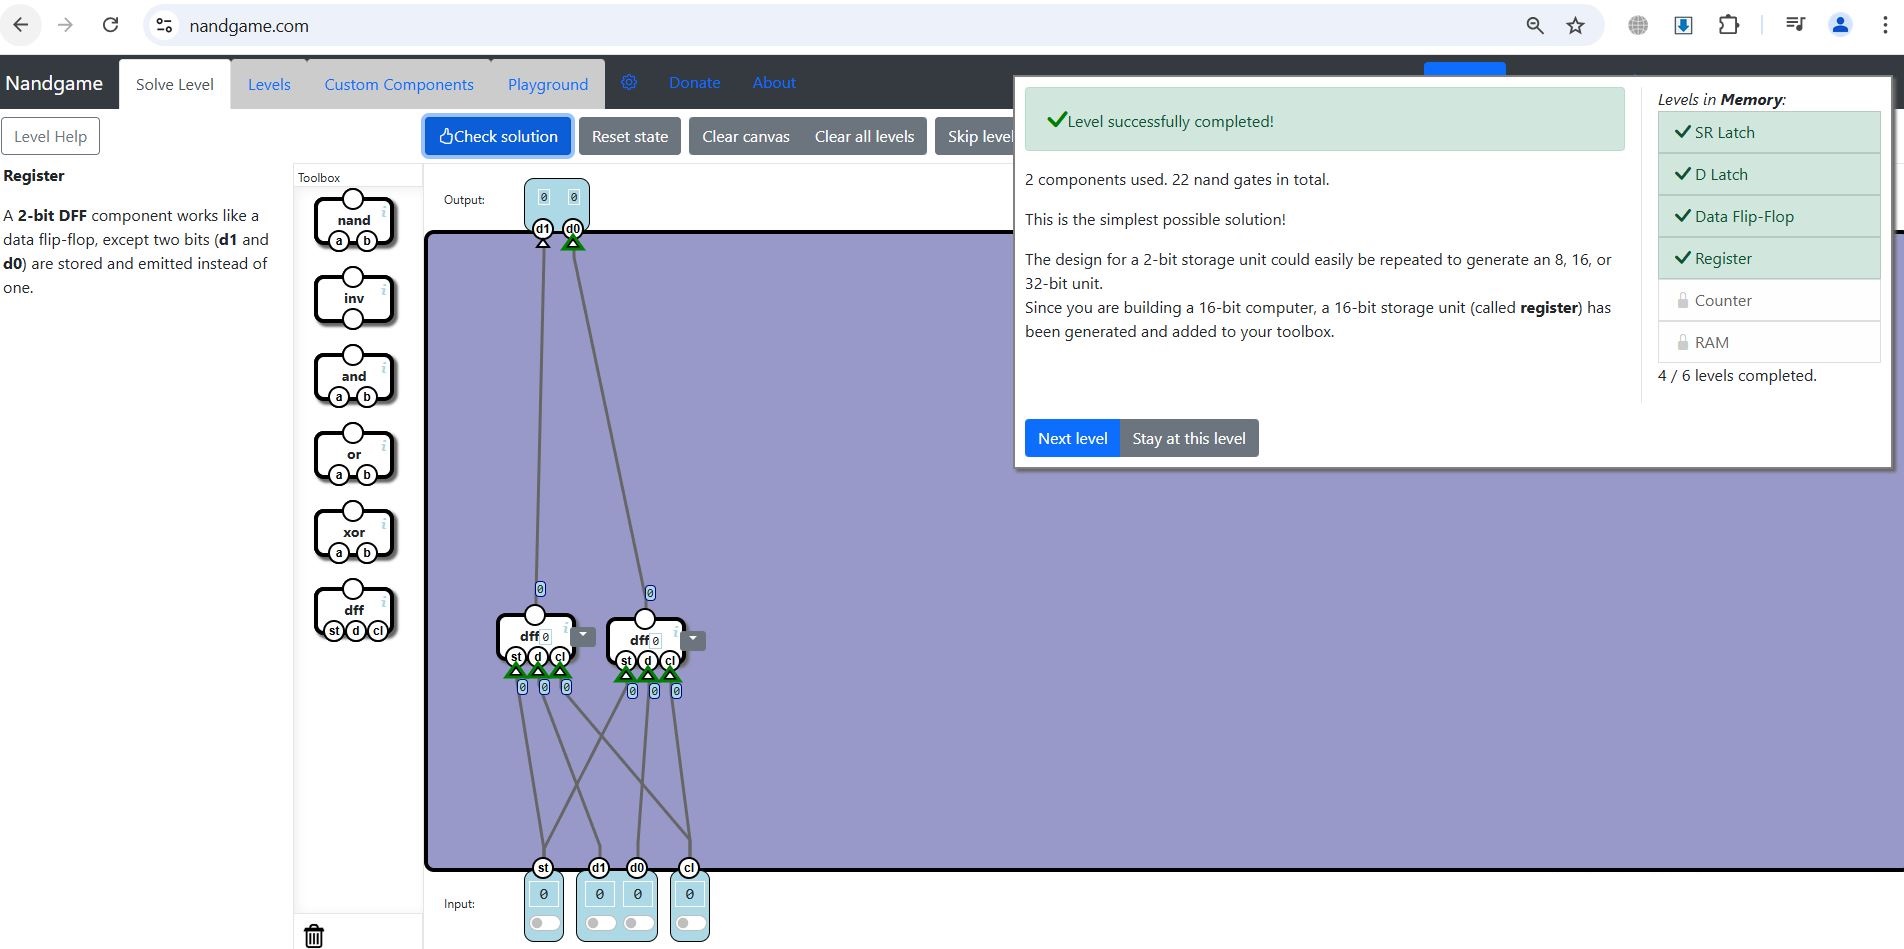 nandgame.com
Nandgame
Solve Level
Levels
Custom Components
Playground
Donate
About
Level Help
Check solution
Reset state
Clear canvas
Clear all levels
Skip level
Register
A 2-bit DFF component works like a
data flip-flop, except two bits (d1 and
d0) are stored and emitted instead of
one.
Toolbox
nand
i
a b
inv
i
and
i
a b
or
i
a b
xor
i
a b
dff
i
st d cl
Output:
0 0
d1 d0
0
0
dff 0
i
st d cl
0 0 0
dff 0
i
st d cl
0 0 0
st d1 d0 cl
Input:
0 0 0 0
Level successfully completed!
2 components used. 22 nand gates in total.
This is the simplest possible solution!
The design for a 2-bit storage unit could easily be repeated to generate an 8, 16, or
32-bit unit.
Since you are building a 16-bit computer, a 16-bit storage unit (called register) has
been generated and added to your toolbox.
Next level
Stay at this level
Levels in Memory:
SR Latch
D Latch
Data Flip-Flop
Register
Counter
RAM
4 / 6 levels completed.